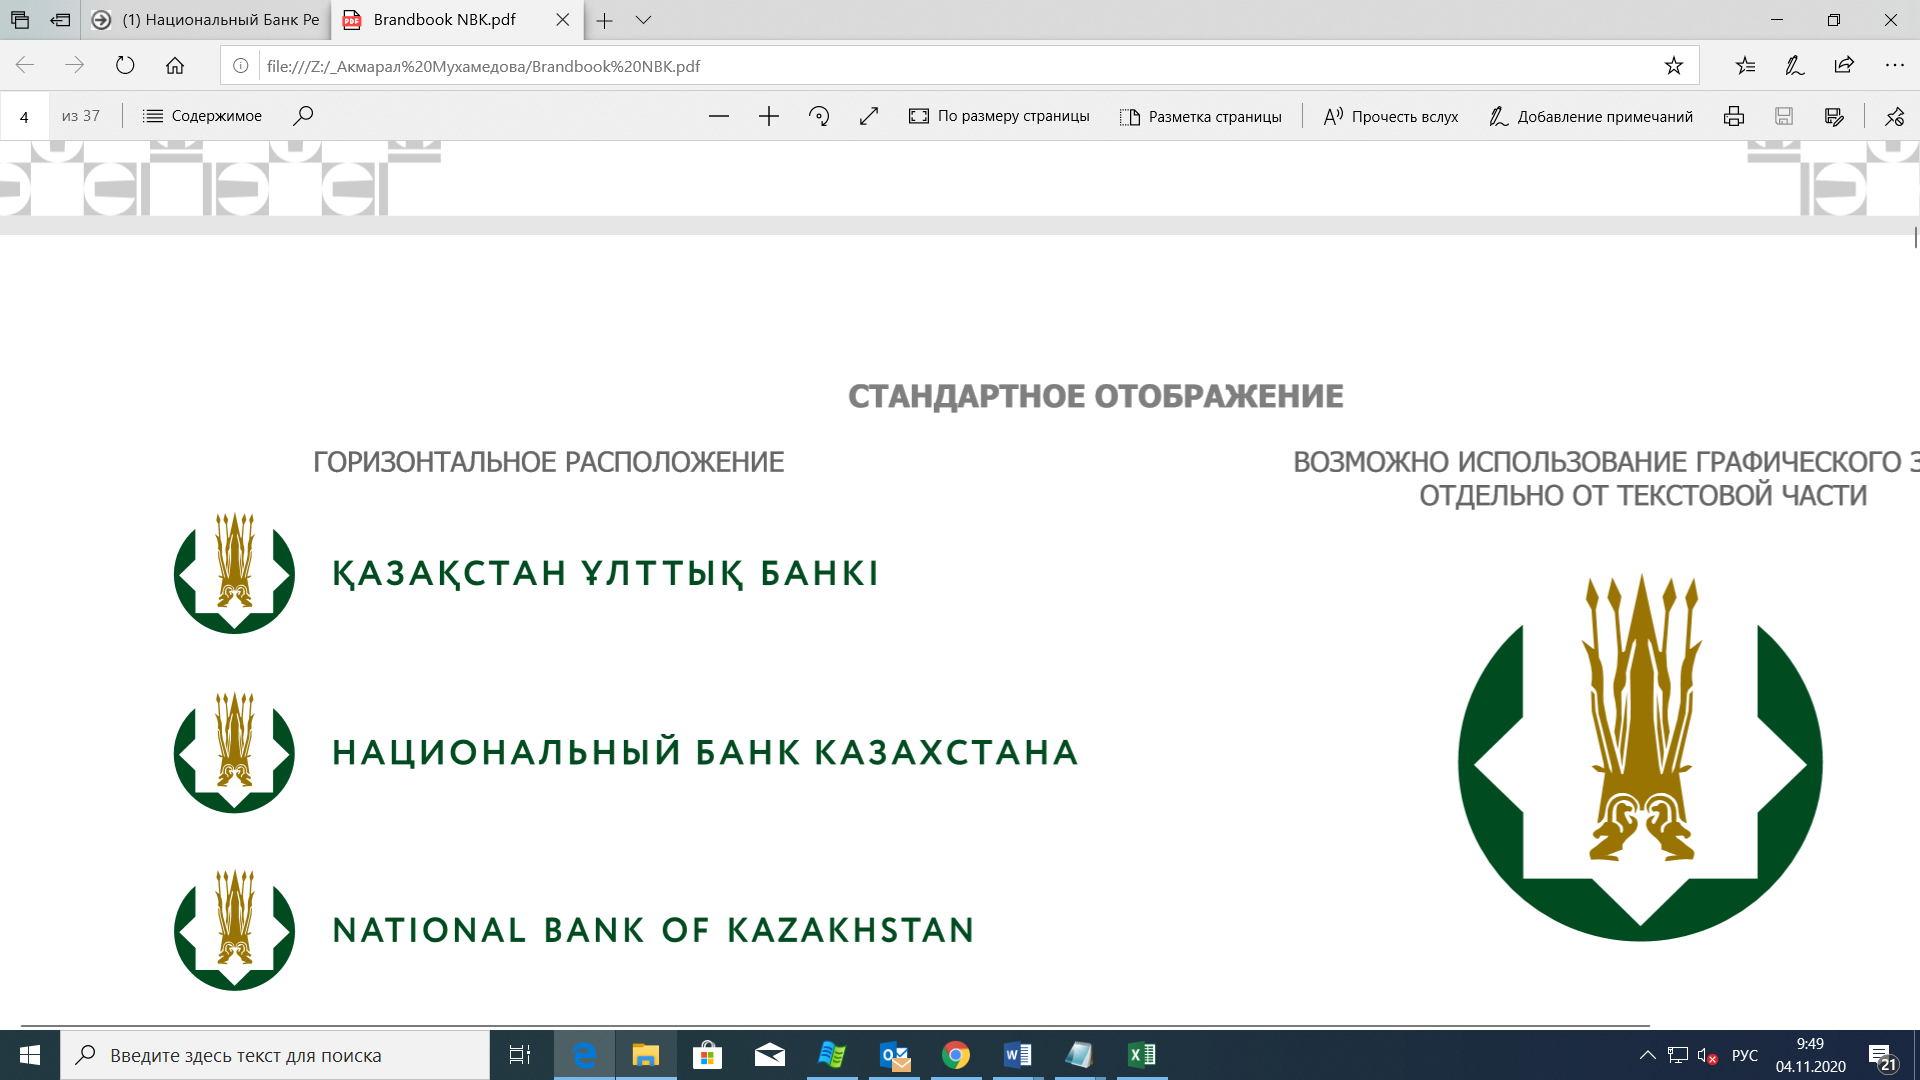 (1) Национальный Банк Ре
Brandbook NBK.pdf
file:///Z:/_Акмарал%20Мухамедова/Brandbook%20NBK.pdf
4 из 37 Содержимое По размеру страницы Разметка страницы Прочесть вслух Добавление примечаний
СТАНДАРТНОЕ ОТОБРАЖЕНИЕ
ГОРИЗОНТАЛЬНОЕ РАСПОЛОЖЕНИЕ
ВОЗМОЖНО ИСПОЛЬЗОВАНИЕ ГРАФИЧЕСКОГО З
ОТДЕЛЬНО ОТ ТЕКСТОВОЙ ЧАСТИ
ҚАЗАҚСТАН ҰЛТТЫҚ БАНКІ
НАЦИОНАЛЬНЫЙ БАНК КАЗАХСТАНА
NATIONAL BANK OF KAZAKHSTAN
Введите здесь текст для поиска
РУС
9:49
04.11.2020
21